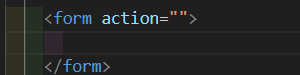 <form action="">
</form>